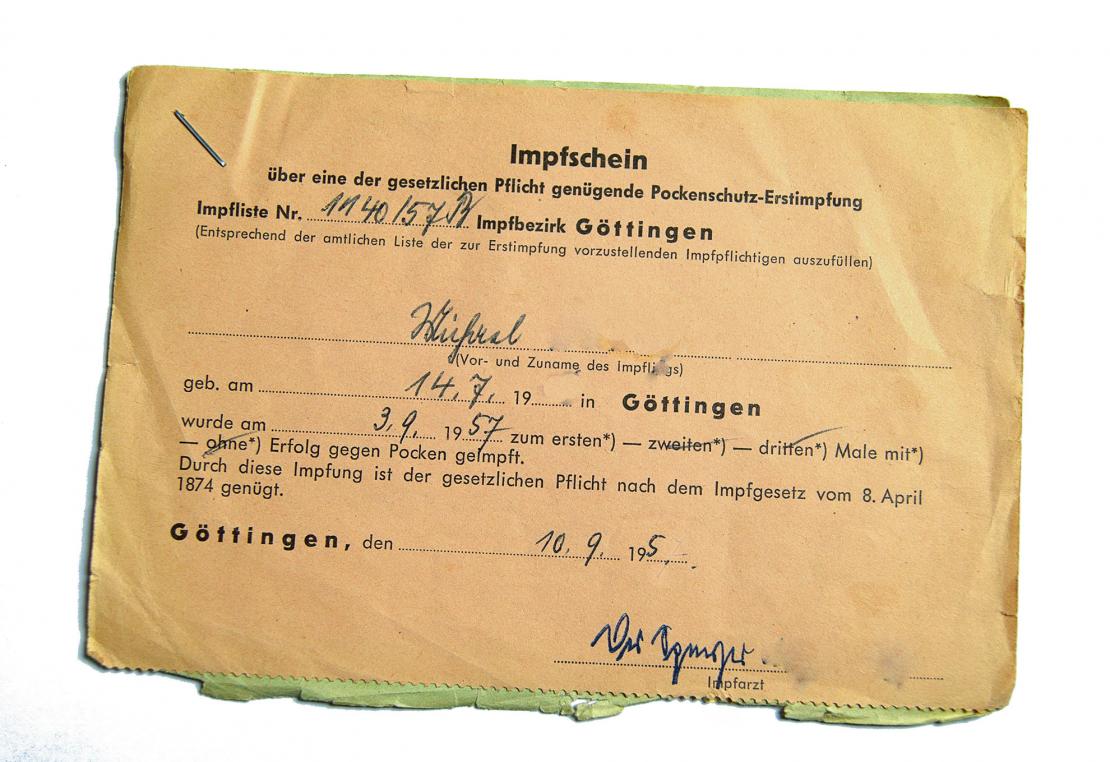 Impfschein
über eine der gesetzlichen Pflicht genügende Pockenschutz-Erstimpfung
Impfliste Nr. 1140/57 Impfbezirk Göttingen
(Entsprechend der amtlichen Liste der zur Erstimpfung vorzustellenden Impfpflichtigen auszufüllen)
(Vor- und Zuname des Impflings)
geb. am 14.7. 19 in Göttingen
wurde am 3.9. 1957 zum ersten*) — zweiten*) — dritten*) Male mit*)
— ohne*) Erfolg gegen Pocken geimpft.
Durch diese Impfung ist der gesetzlichen Pflicht nach dem Impfgesetz vom 8. April
1874 genügt.
Göttingen, den 10.9. 195
Impfarzt